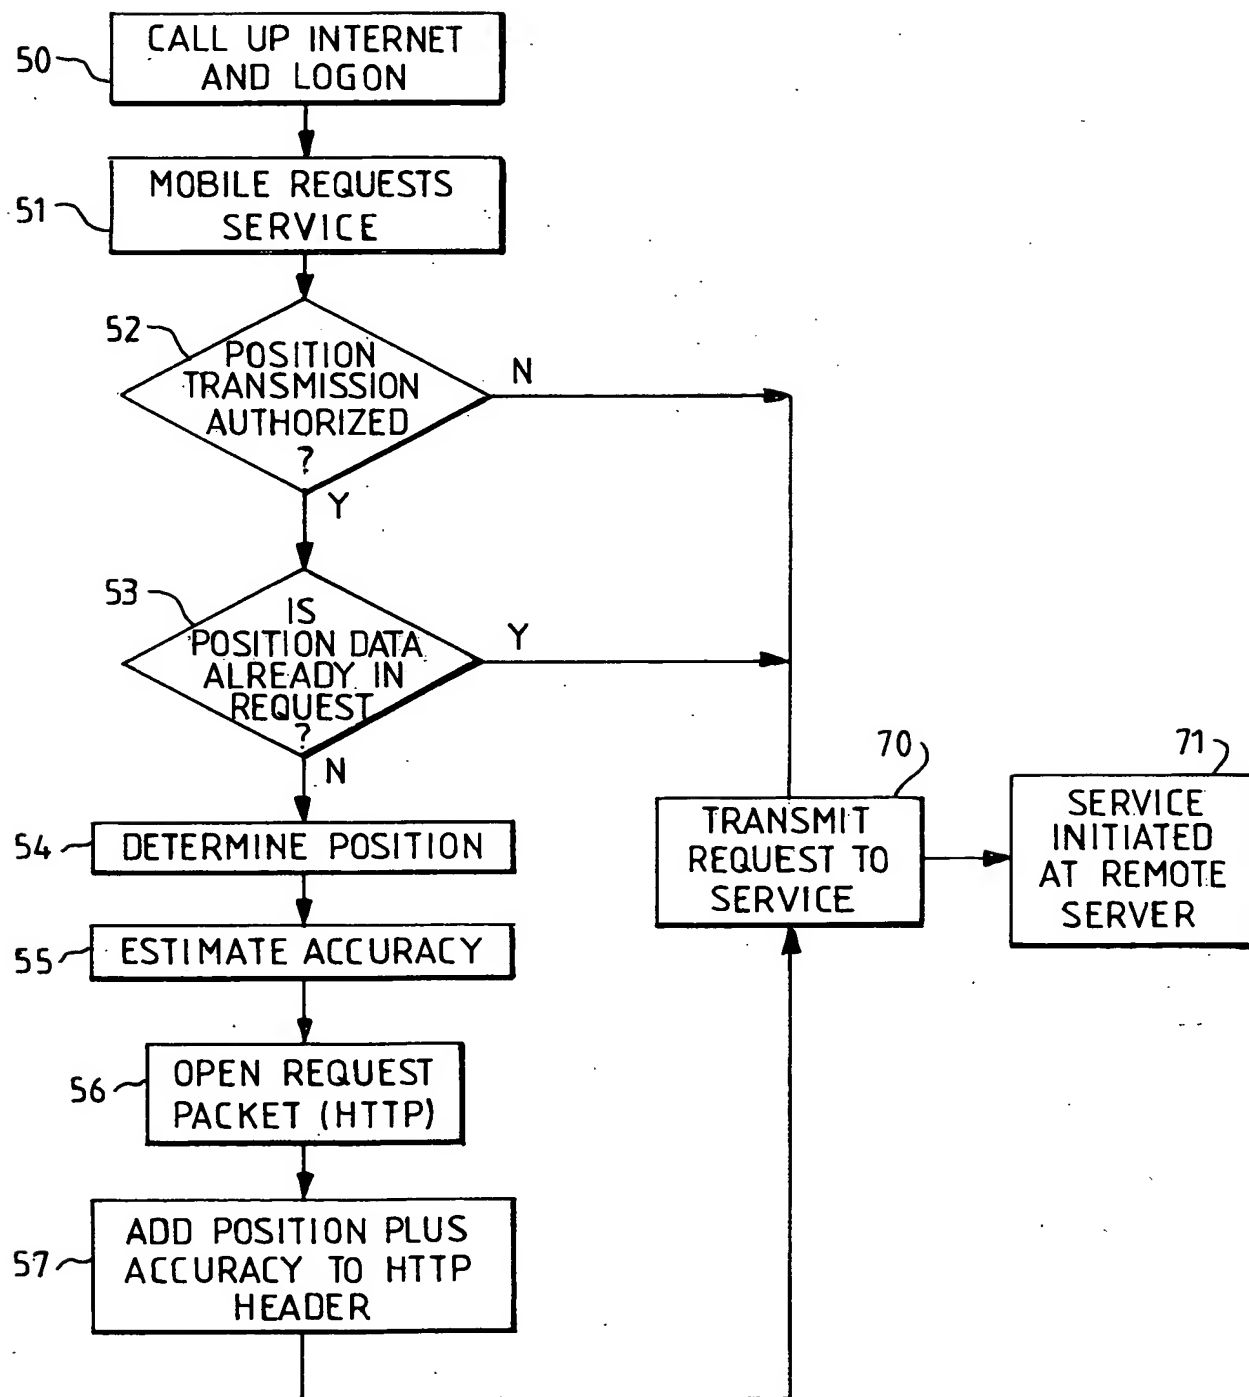 50
CALL UP INTERNET
AND LOGON
51
MOBILE REQUESTS
SERVICE
52
POSITION
TRANSMISSION
AUTHORIZED
?
N
Y
53
IS
POSITION DATA
ALREADY IN
REQUEST
?
Y
N
54
DETERMINE POSITION
55
ESTIMATE ACCURACY
56
OPEN REQUEST
PACKET (HTTP)
57
ADD POSITION PLUS
ACCURACY TO HTTP
HEADER
70
TRANSMIT
REQUEST TO
SERVICE
71
SERVICE
INITIATED
AT REMOTE
SERVER